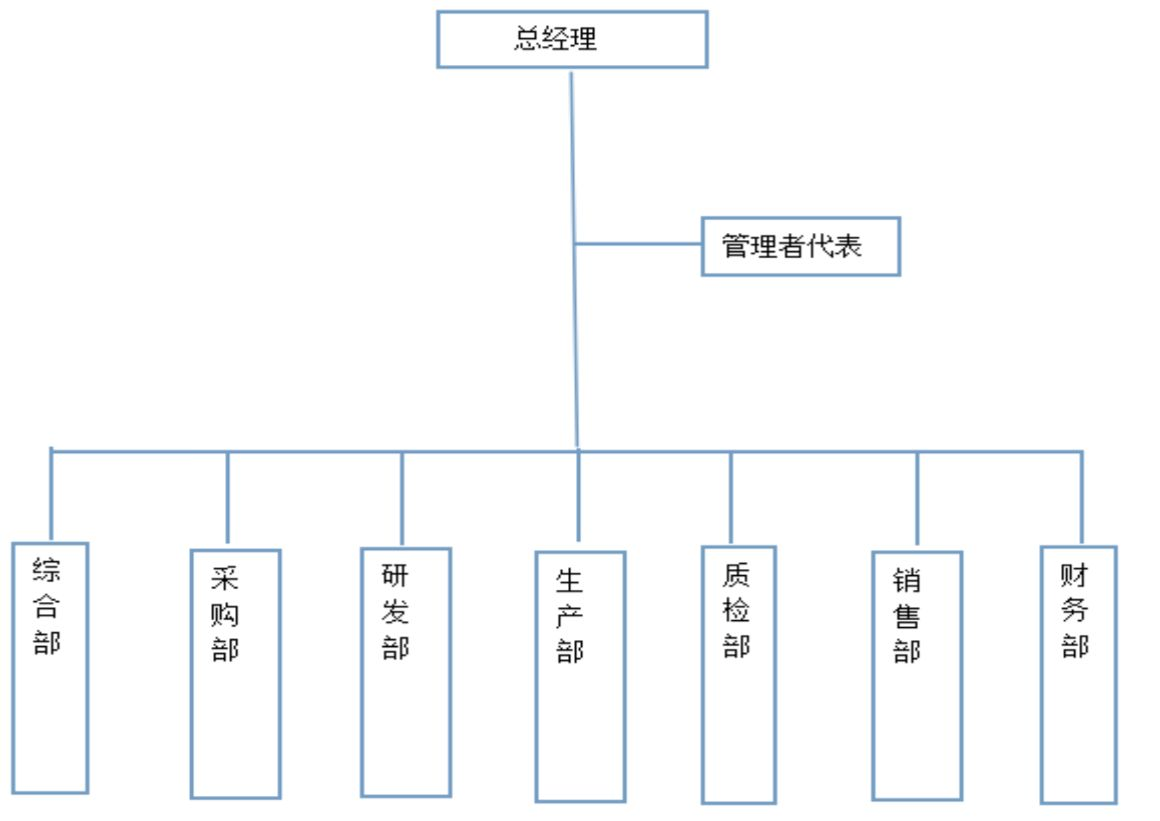 总经理
管理者代表
综合部
采购部
研发部
生产部
质检部
销售部
财务部